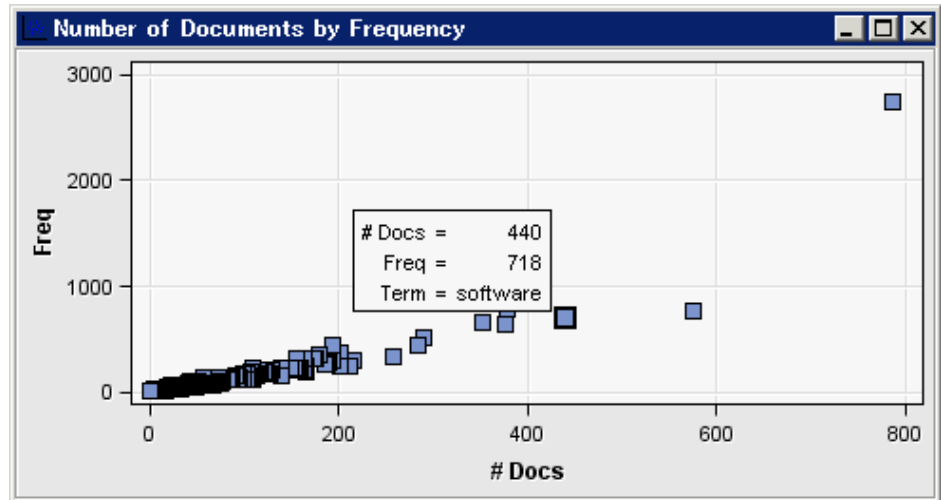 Number of Documents by Frequency
3000
2000
1000
0
Freq
# Docs = 440
Freq = 718
Term = software
0 200 400 600 800
# Docs